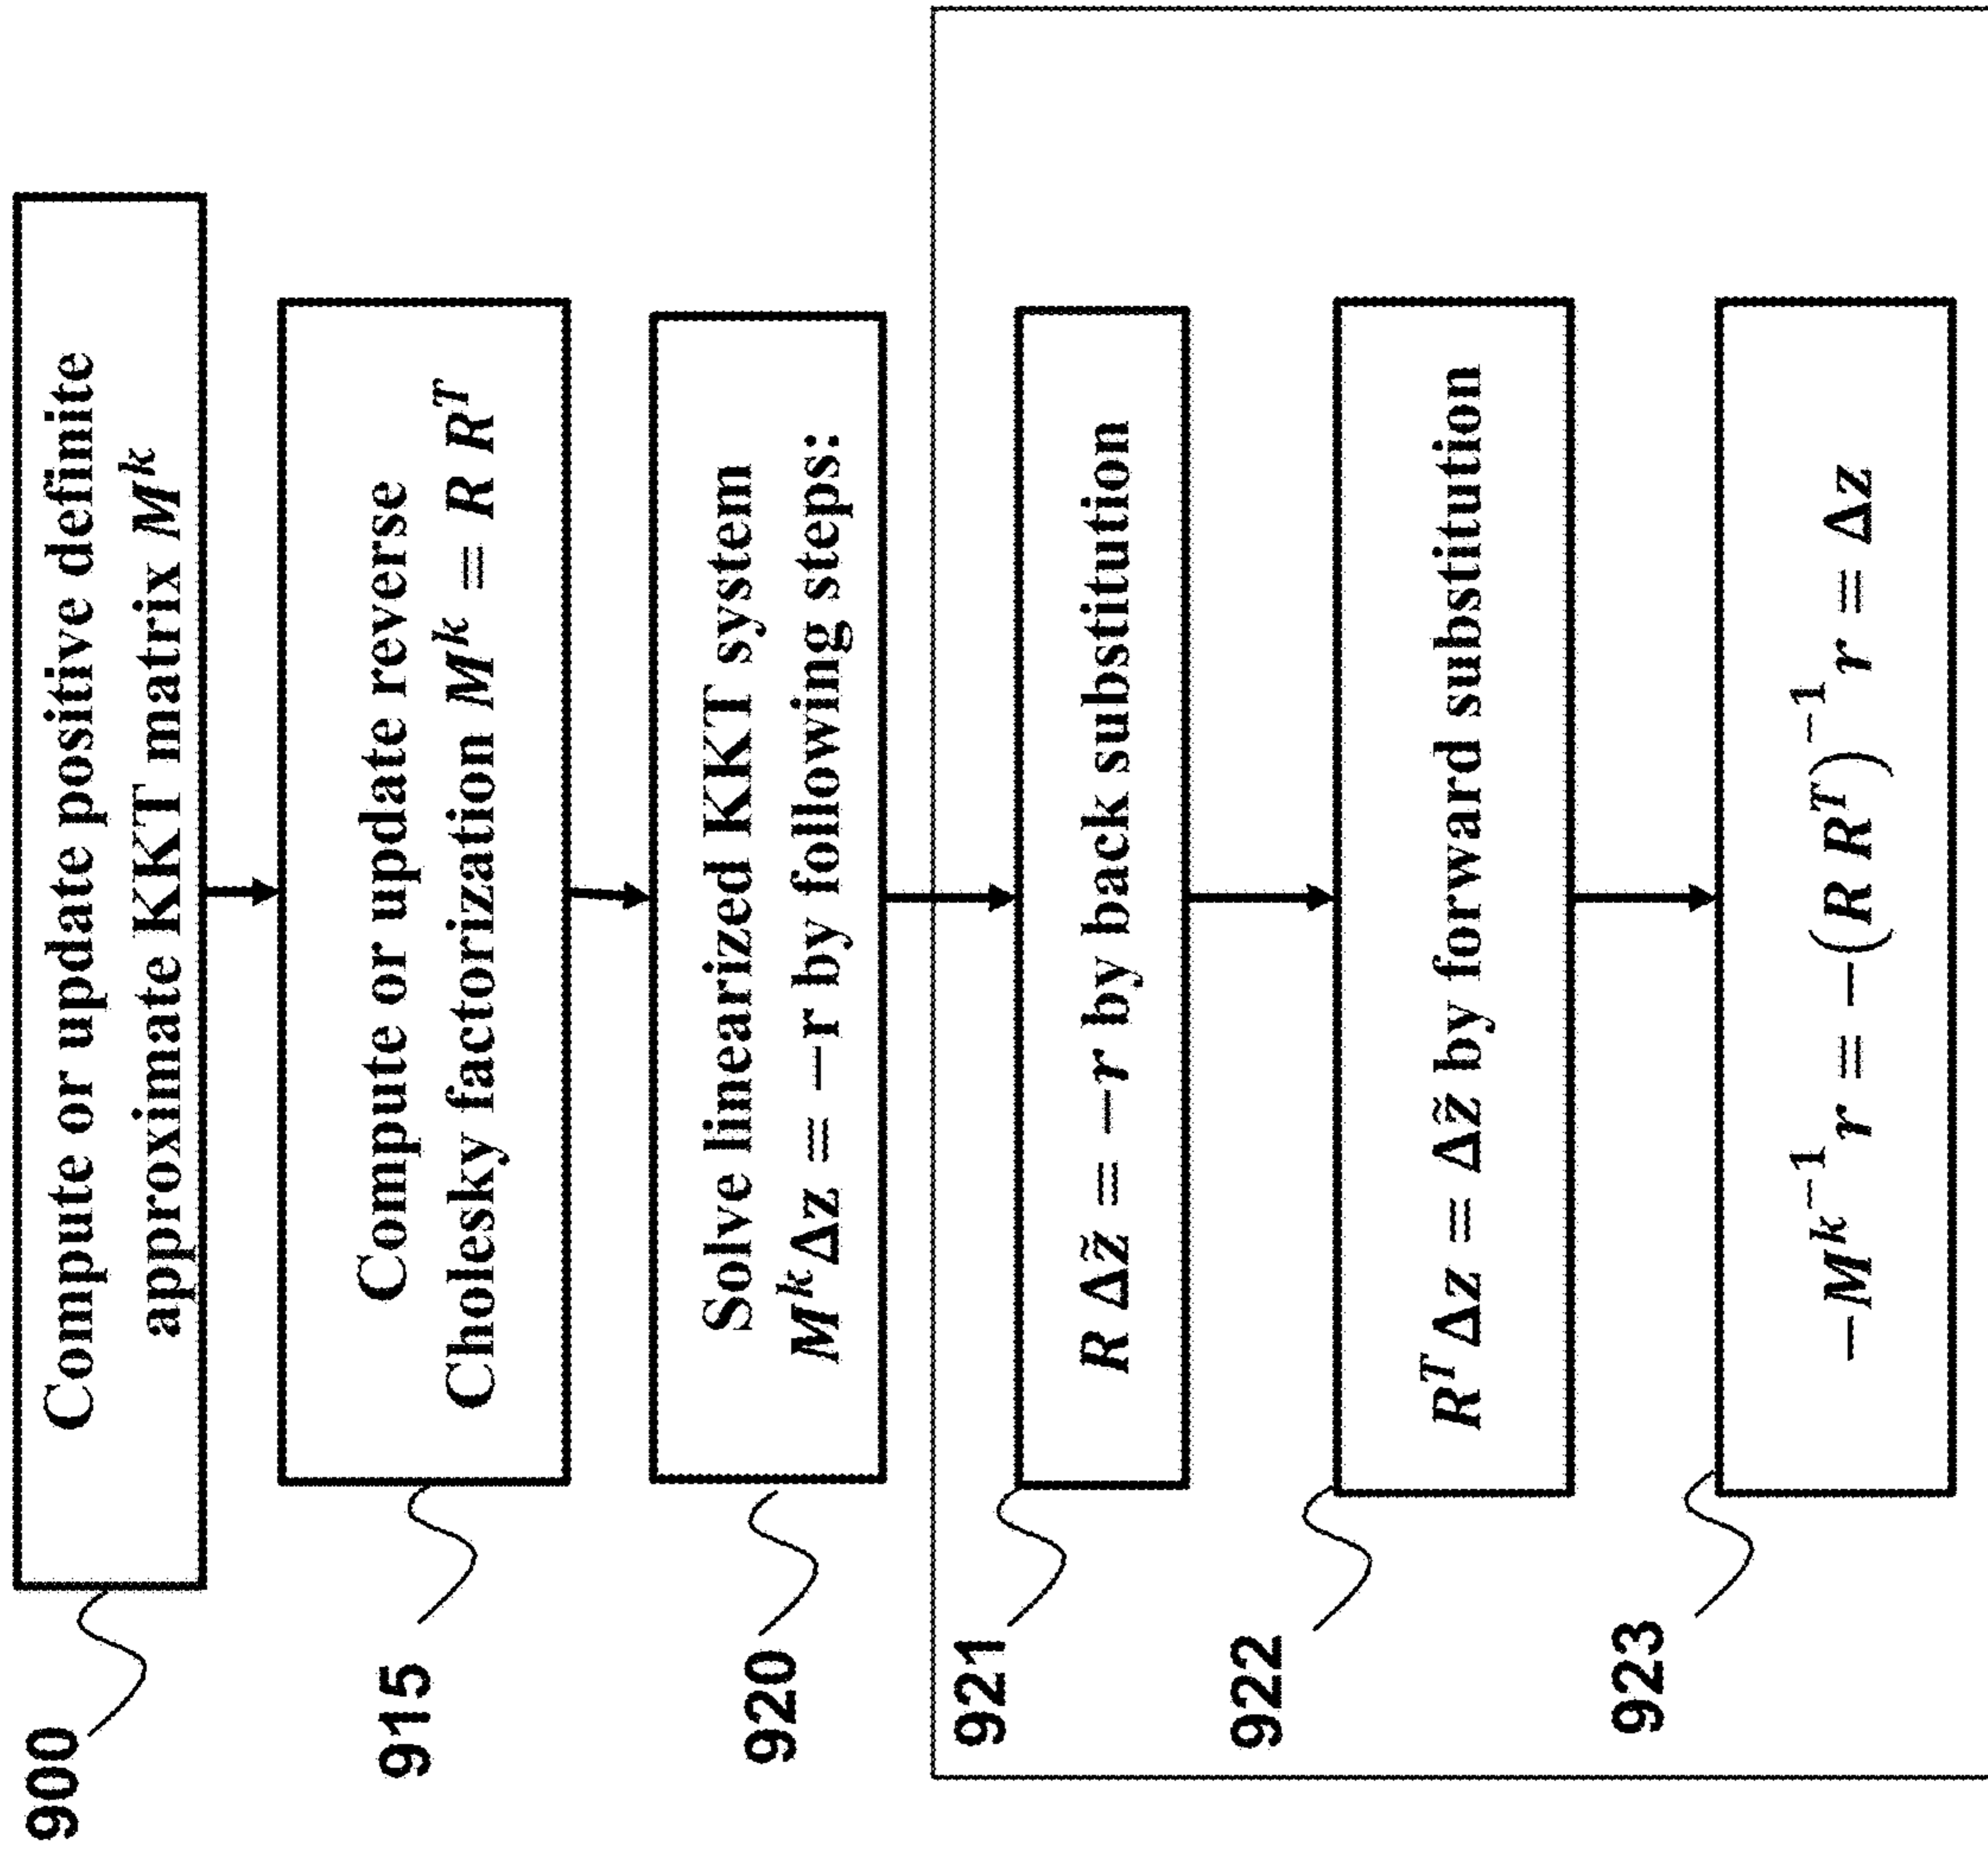 900
Compute or update positive definite
approximate KKT matrix M^k
915
Compute or update reverse
Cholesky factorization M^k = R R^T
920
Solve linearized KKT system
M^k Δz = −r by following steps:
921
R Δz̃ = −r by back substitution
922
R^T Δz = Δz̃ by forward substitution
923
−M^k^−1 r = −(R R^T)^−1 r = Δz